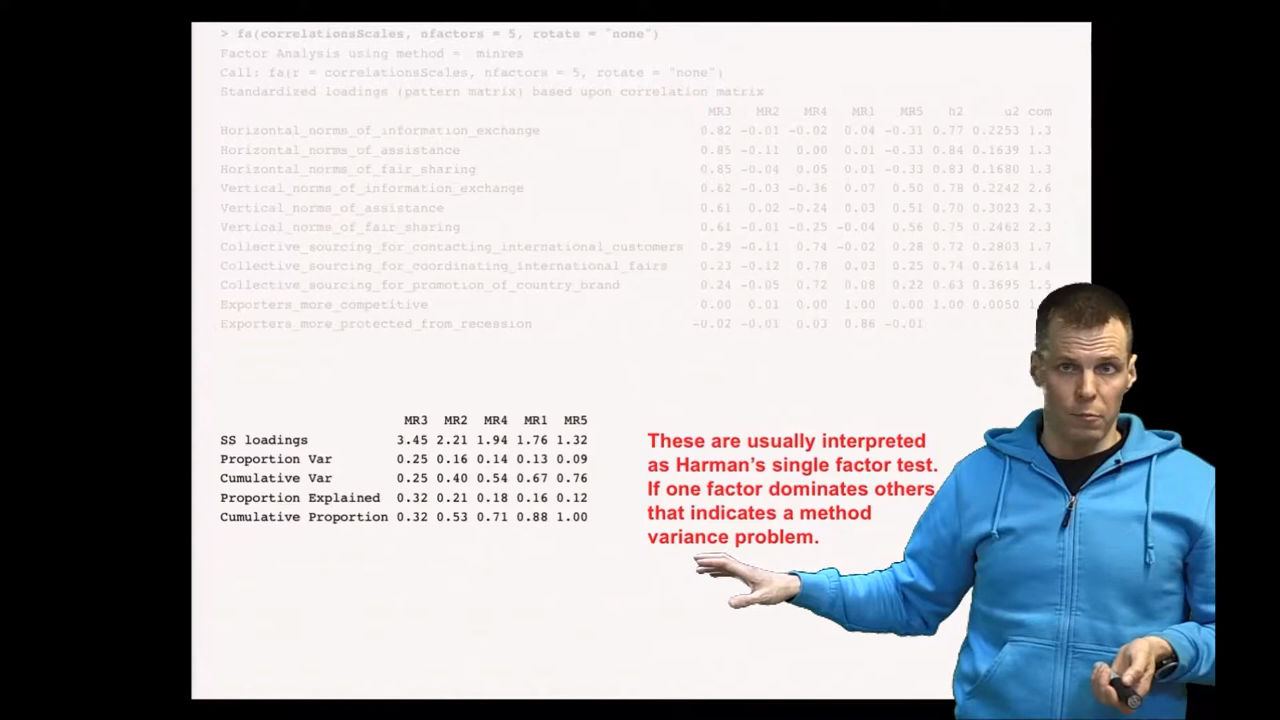 > fa(correlationsScales, nfactors = 5, rotate = "none")
Factor Analysis using method = minres
Call: fa(r = correlationsScales, nfactors = 5, rotate = "none")
Standardized loadings (pattern matrix) based upon correlation matrix
MR3 MR2 MR4 MR1 MR5 h2 u2 com
Horizontal_norms_of_information_exchange 0.82 -0.01 -0.02 0.04 -0.31 0.77 0.2253 1.3
Horizontal_norms_of_assistance 0.85 -0.11 0.00 0.01 -0.33 0.84 0.1639 1.3
Horizontal_norms_of_fair_sharing 0.85 -0.04 0.05 0.01 -0.33 0.83 0.1680 1.3
Vertical_norms_of_information_exchange 0.62 -0.03 -0.36 0.07 0.50 0.78 0.2242 2.6
Vertical_norms_of_assistance 0.61 0.02 -0.24 0.03 0.51 0.70 0.3023 2.3
Vertical_norms_of_fair_sharing 0.61 -0.01 -0.25 -0.04 0.56 0.75 0.2462 2.3
Collective_sourcing_for_contacting_international_customers 0.29 -0.11 0.74 -0.02 0.28 0.72 0.2803 1.7
Collective_sourcing_for_coordinating_international_fairs 0.23 -0.12 0.78 0.03 0.25 0.74 0.2614 1.4
Collective_sourcing_for_promotion_of_country_brand 0.24 -0.05 0.72 0.08 0.22 0.63 0.3695 1.5
Exporters_more_competitive 0.00 0.01 0.00 1.00 0.00 1.00 0.0050
Exporters_more_protected_from_recession -0.02 -0.01 0.03 0.86 -0.01
MR3 MR2 MR4 MR1 MR5
SS loadings 3.45 2.21 1.94 1.76 1.32
Proportion Var 0.25 0.16 0.14 0.13 0.09
Cumulative Var 0.25 0.40 0.54 0.67 0.76
Proportion Explained 0.32 0.21 0.18 0.16 0.12
Cumulative Proportion 0.32 0.53 0.71 0.88 1.00
These are usually interpreted
as Harman's single factor test.
If one factor dominates others
that indicates a method
variance problem.